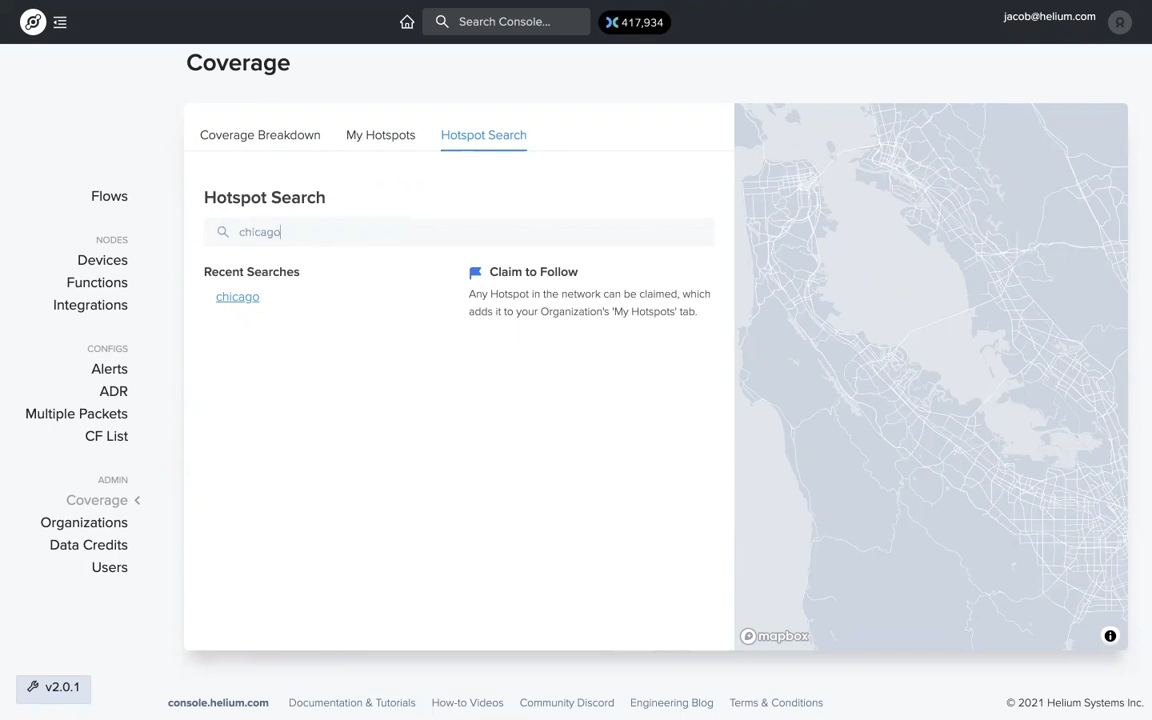 Search Console...
417,934
jacob@helium.com
Coverage
Coverage Breakdown
My Hotspots
Hotspot Search
Flows
NODES
Devices
Functions
Integrations
CONFIGS
Alerts
ADR
Multiple Packets
CF List
ADMIN
Coverage
Organizations
Data Credits
Users
Hotspot Search
chicago
Recent Searches
chicago
Claim to Follow
Any Hotspot in the network can be claimed, which
adds it to your Organization's 'My Hotspots' tab.
mapbox
v2.0.1
console.helium.com
Documentation & Tutorials
How-to Videos
Community Discord
Engineering Blog
Terms & Conditions
© 2021 Helium Systems Inc.